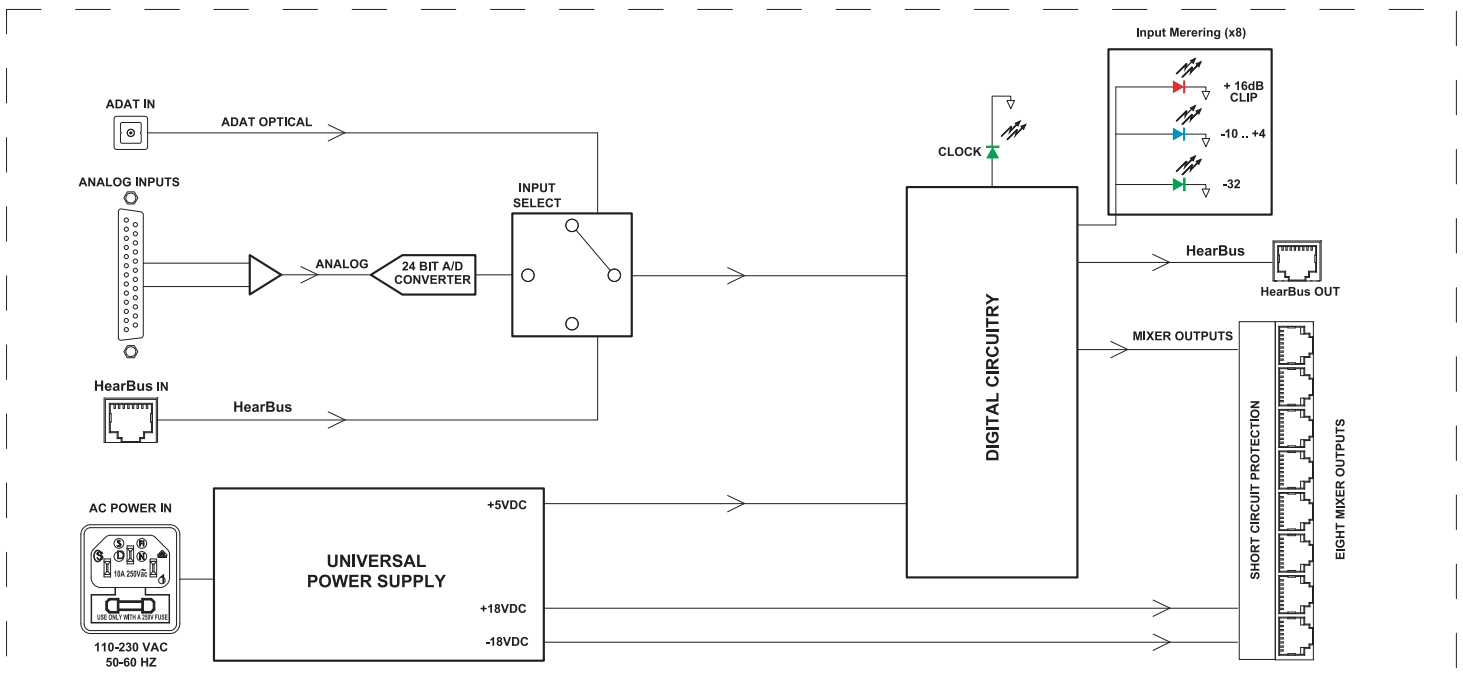 Input Merering (x8)
+ 16dB
CLIP
-10 .. +4
-32
ADAT IN
ADAT OPTICAL
CLOCK
ANALOG INPUTS
INPUT
SELECT
ANALOG
24 BIT A/D
CONVERTER
HearBus
HearBus OUT
DIGITAL CIRCUITRY
MIXER OUTPUTS
HearBus IN
HearBus
SHORT CIRCUIT PROTECTION
EIGHT MIXER OUTPUTS
AC POWER IN
10A 250Vac
USE ONLY WITH A 250V FUSE
110-230 VAC
50-60 HZ
UNIVERSAL
POWER SUPPLY
+5VDC
+18VDC
-18VDC